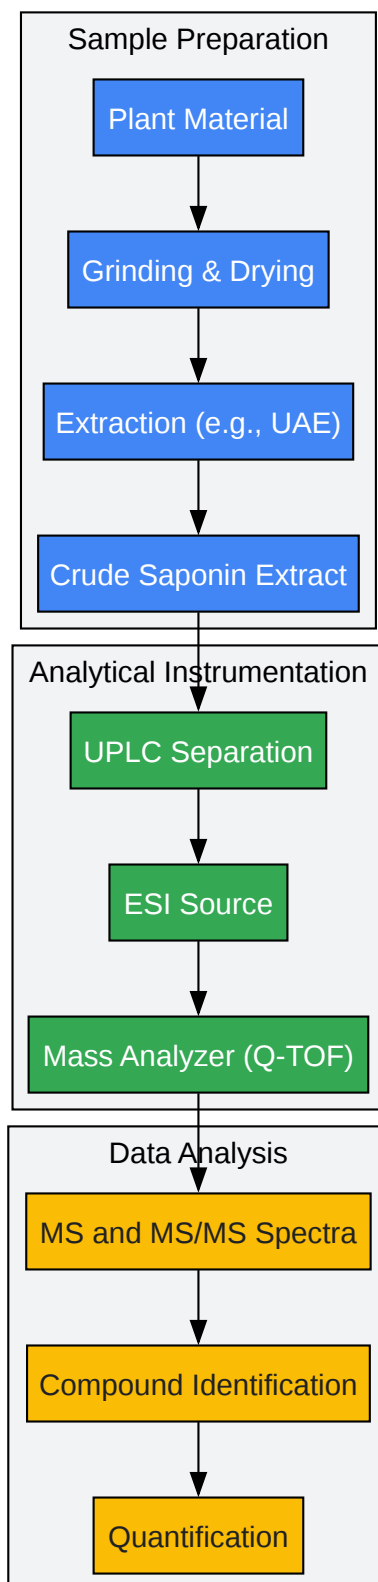 Sample Preparation
Plant Material
Grinding & Drying
Extraction (e.g., UAE)
Crude Saponin Extract
Analytical Instrumentation
UPLC Separation
ESI Source
Mass Analyzer (Q-TOF)
Data Analysis
MS and MS/MS Spectra
Compound Identification
Quantification